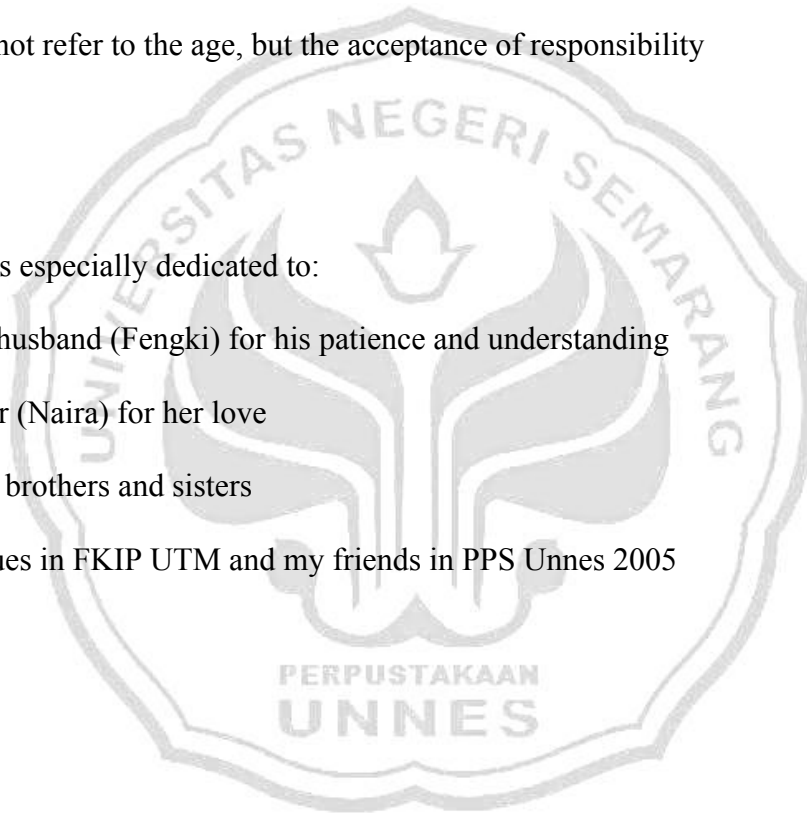 not refer to the age, but the acceptance of responsibility
UNIVERSITAS NEGERI SEMARANG
s especially dedicated to:
husband (Fengki) for his patience and understanding
r (Naira) for her love
brothers and sisters
ues in FKIP UTM and my friends in PPS Unnes 2005
PERPUSTAKAAN
UNNES